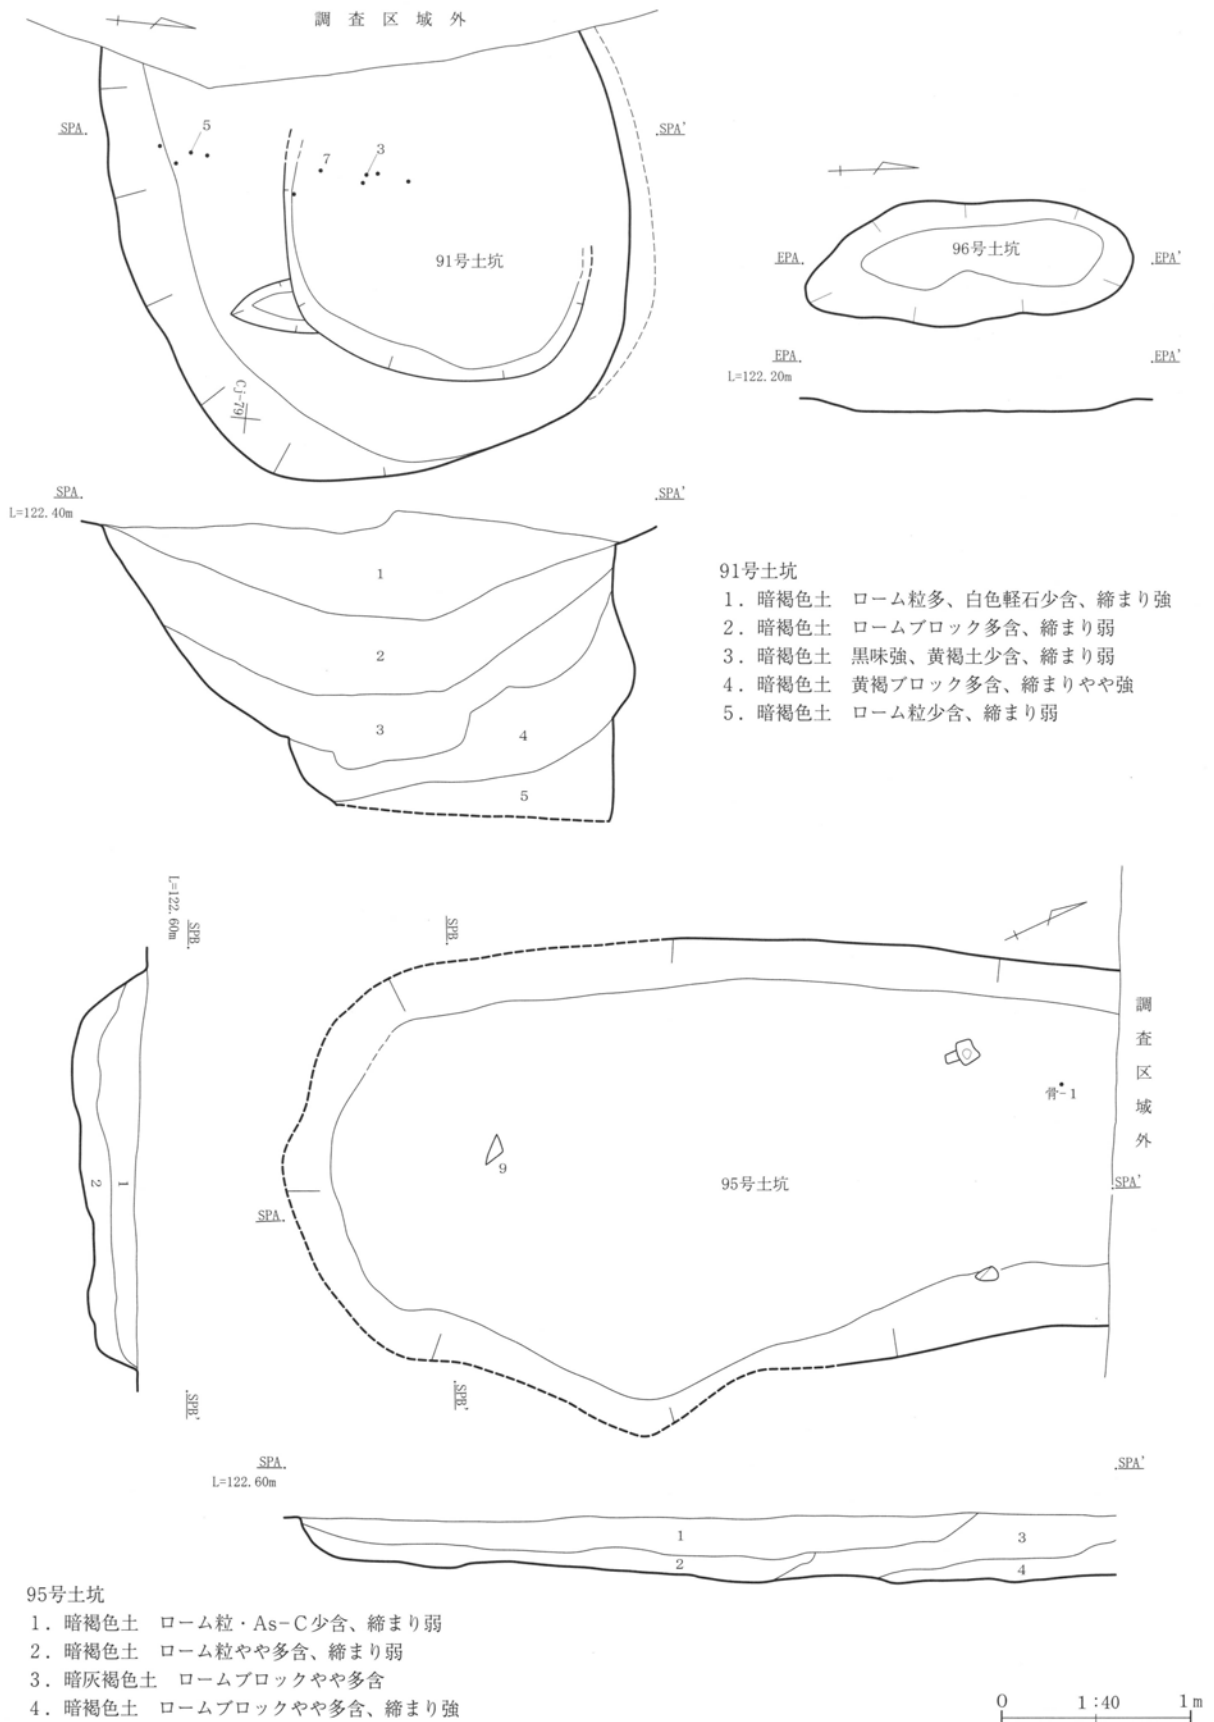 調査区域外
SPA.
.SPA'
5
7
3
91号土坑
Cj-79
96号土坑
EPA.
.EPA'
EPA.
.EPA'
L=122.20m
SPA.
.SPA'
L=122.40m
1
2
3
4
5
91号土坑
1．暗褐色土　ローム粒多、白色軽石少含、締まり強
2．暗褐色土　ロームブロック多含、締まり弱
3．暗褐色土　黒味強、黄褐土少含、締まり弱
4．暗褐色土　黄褐ブロック多含、締まりやや強
5．暗褐色土　ローム粒少含、締まり弱
L=122.60m
SPB.
1
2
.SPB'
SPB.
調査区域外
骨-1
9
95号土坑
SPA.
.SPA'
.SPB'
SPA.
.SPA'
L=122.60m
1
2
3
4
95号土坑
1．暗褐色土　ローム粒・As-C少含、締まり弱
2．暗褐色土　ローム粒やや多含、締まり弱
3．暗灰褐色土　ロームブロックやや多含
4．暗褐色土　ロームブロックやや多含、締まり強
0　1:40　1m